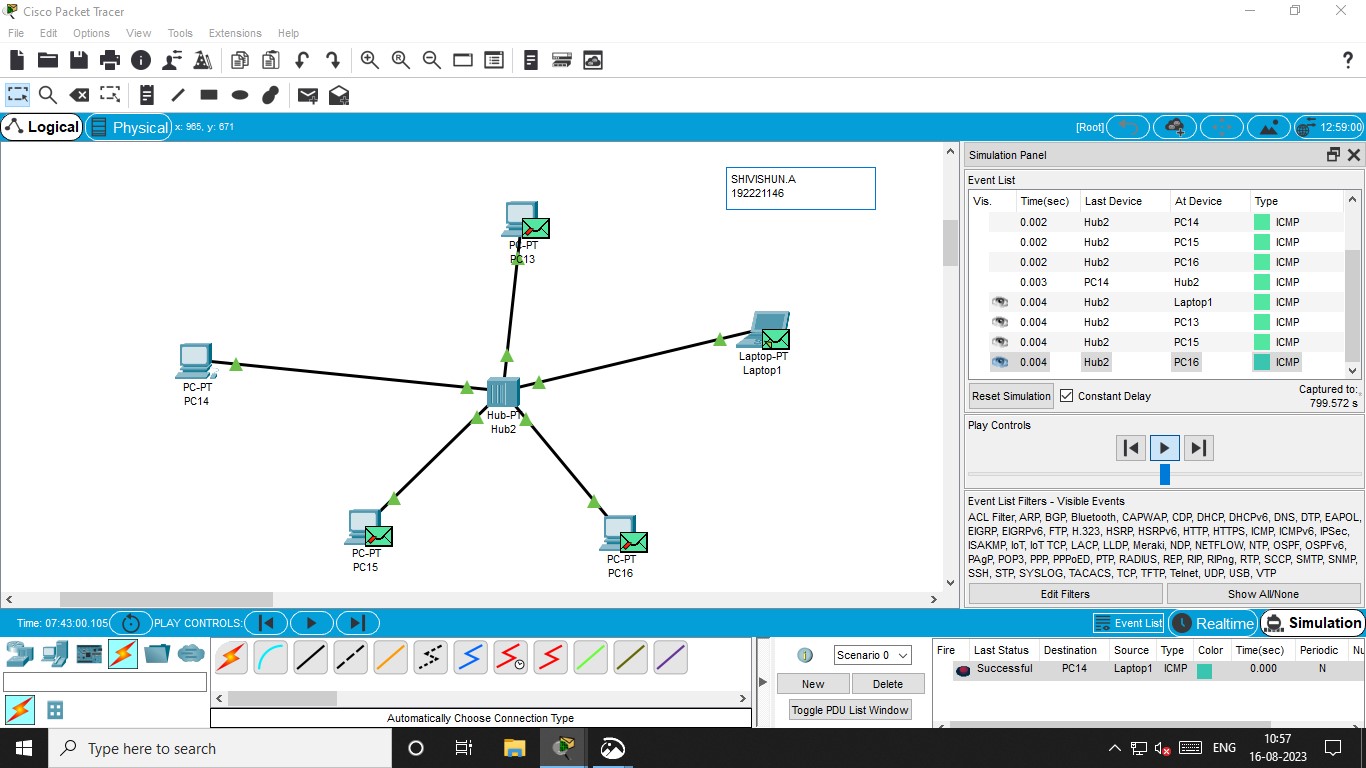 Cisco Packet Tracer
File Edit Options View Tools Extensions Help
Logical Physical x: 965, y: 671 [Root] 12:59:00
SHIVISHUN.A
192221146
PC-PT
PC13
PC-PT
PC14
Laptop-PT
Laptop1
Hub-PT
Hub2
PC-PT
PC15
PC-PT
PC16
Simulation Panel
Event List
Vis. Time(sec) Last Device At Device Type
0.002 Hub2 PC14 ICMP
0.002 Hub2 PC15 ICMP
0.002 Hub2 PC16 ICMP
0.003 PC14 Hub2 ICMP
0.004 Hub2 Laptop1 ICMP
0.004 Hub2 PC13 ICMP
0.004 Hub2 PC15 ICMP
0.004 Hub2 PC16 ICMP
Reset Simulation Constant Delay Captured to:
799.572 s
Play Controls
Event List Filters - Visible Events
ACL Filter, ARP, BGP, Bluetooth, CAPWAP, CDP, DHCP, DHCPv6, DNS, DTP, EAPOL,
EIGRP, EIGRPv6, FTP, H.323, HSRP, HSRPv6, HTTP, HTTPS, ICMP, ICMPv6, IPSec,
ISAKMP, IoT, IoT TCP, LACP, LLDP, Meraki, NDP, NETFLOW, NTP, OSPF, OSPFv6,
PAgP, POP3, PPP, PPPoED, PTP, RADIUS, REP, RIP, RIPng, RTP, SCCP, SMTP, SNMP,
SSH, STP, SYSLOG, TACACS, TCP, TFTP, Telnet, UDP, USB, VTP
Edit Filters Show All/None
Time: 07:43:00.105 PLAY CONTROLS: Event List Realtime Simulation
Scenario 0
New Delete
Toggle PDU List Window
Automatically Choose Connection Type
Fire Last Status Destination Source Type Color Time(sec) Periodic Nu
Successful PC14 Laptop1 ICMP 0.000 N
Type here to search
ENG
10:57
16-08-2023